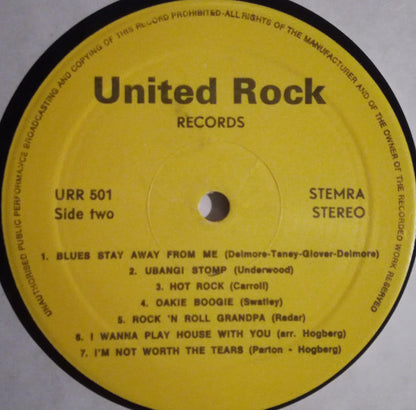 UNAUTHORISED PUBLIC PERFORMANCE BROADCASTING AND COPYING OF THIS RECORD PROHIBITED-ALL RIGHTS OF THE MANUFACTURER AND OF THE OWNER OF THE RECORDED WORK RESERVED
United Rock
RECORDS
URR 501
Side two
STEMRA
STEREO
1. BLUES STAY AWAY FROM ME (Delmore-Taney-Glover-Delmore)
2. UBANGI STOMP (Underwood)
3. HOT ROCK (Carroll)
4. OAKIE BOOGIE (Swatley)
5. ROCK 'N ROLL GRANDPA (Radar)
6. I WANNA PLAY HOUSE WITH YOU (arr. Hogberg)
7. I'M NOT WORTH THE TEARS (Parton - Hogberg)